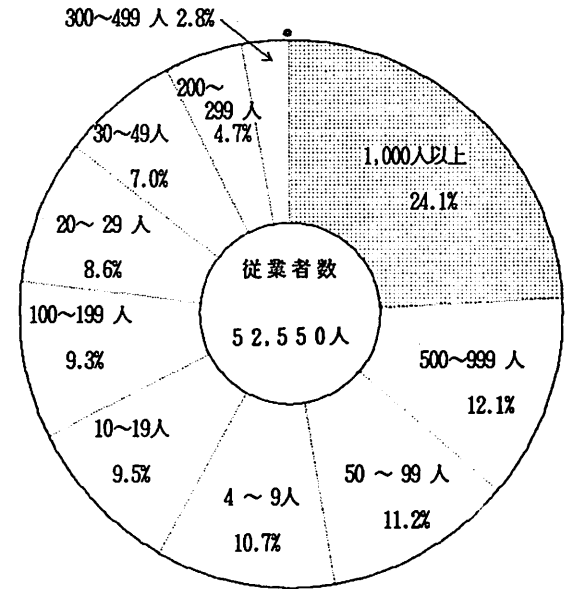 300～499 人 2.8%
1,000人以上
24.1%
500～999 人
12.1%
50 ～ 99 人
11.2%
4 ～ 9人
10.7%
10～19人
9.5%
100～199 人
9.3%
20～ 29 人
8.6%
30～49人
7.0%
200～
299 人
4.7%
従業者数
５２,５５０人